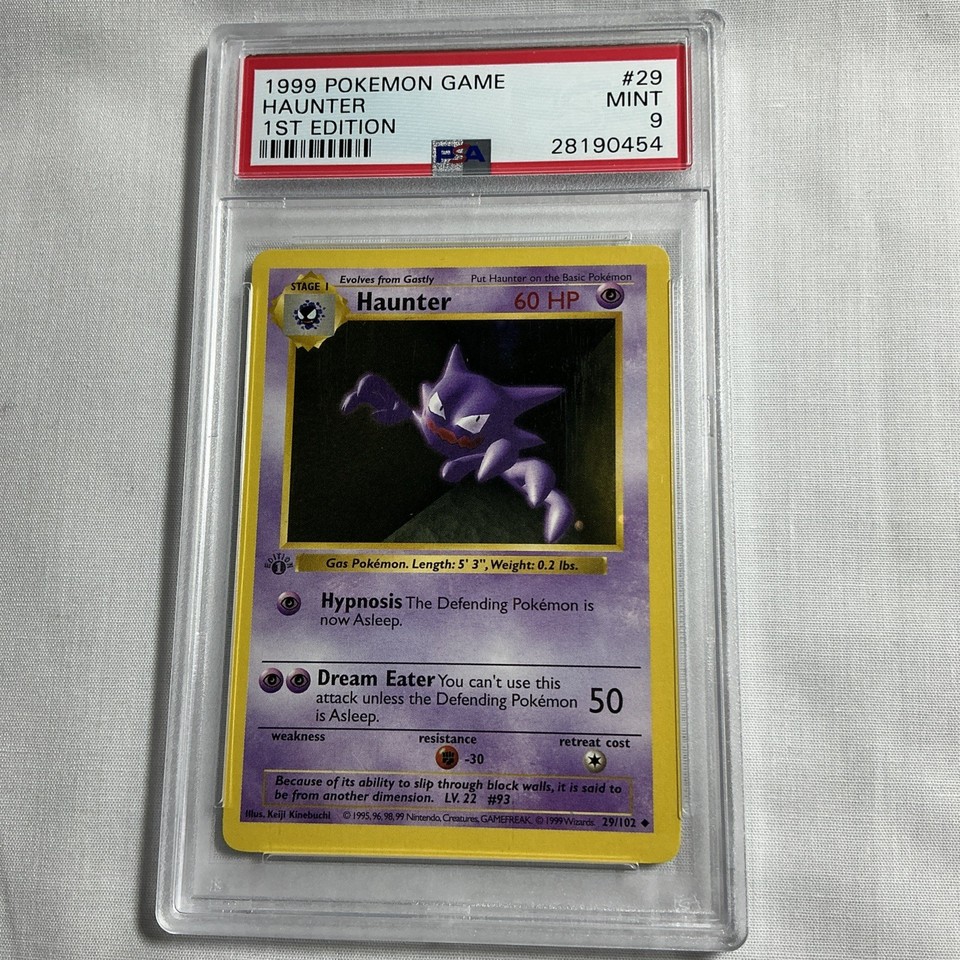 1999 POKEMON GAME #29
HAUNTER MINT
1ST EDITION 9
28190454
PSA
Evolves from Gastly Put Haunter on the Basic Pokémon
STAGE 1
Haunter 60 HP
EDITION
1
Gas Pokémon. Length: 5' 3", Weight: 0.2 lbs.
Hypnosis The Defending Pokémon is
now Asleep.
Dream Eater You can't use this
attack unless the Defending Pokémon 50
is Asleep.
weakness resistance retreat cost
-30
Because of its ability to slip through block walls, it is said to
be from another dimension. LV. 22 #93
Illus. Keiji Kinebuchi © 1995, 96, 98, 99 Nintendo, Creatures, GAMEFREAK. © 1999 Wizards. 29/102